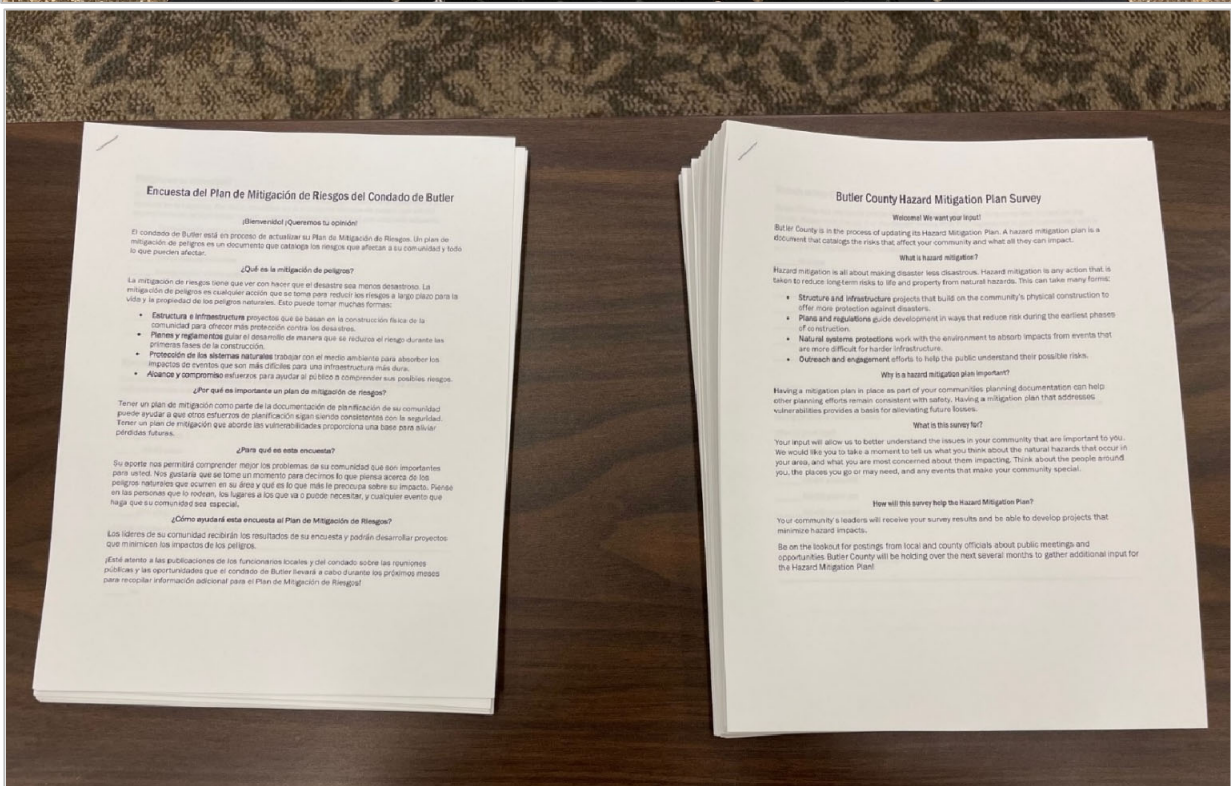 Encuesta del Plan de Mitigación de Riesgos del Condado de Butler
¡Bienvenido! ¡Queremos tu opinión!
El condado de Butler está en proceso de actualizar su Plan de Mitigación de Riesgos. Un plan de
mitigación de peligros es un documento que cataloga los riesgos que afectan a su comunidad y todo
lo que pueden afectar.
¿Qué es la mitigación de peligros?
La mitigación de riesgos tiene que ver con hacer que el desastre sea menos desastroso. La
mitigación de peligros es cualquier acción que se toma para reducir los riesgos a largo plazo para la
vida y la propiedad de los peligros naturales. Esto puede tomar muchas formas:
• Estructura e infraestructura proyectos que se basan en la construcción física de la
comunidad para ofrecer más protección contra los desastres.
• Planes y reglamentos guiar el desarrollo de manera que se reduzca el riesgo durante las
primeras fases de la construcción.
• Protección de los sistemas naturales trabajar con el medio ambiente para absorber los
impactos de eventos que son más difíciles para una infraestructura más dura.
• Alcance y compromiso esfuerzos para ayudar al público a comprender sus posibles riesgos.
¿Por qué es importante un plan de mitigación de riesgos?
Tener un plan de mitigación como parte de la documentación de planificación de su comunidad
puede ayudar a que otros esfuerzos de planificación sigan siendo consistentes con la seguridad.
Tener un plan de mitigación que aborde las vulnerabilidades proporciona una base para aliviar
pérdidas futuras.
¿Para qué es esta encuesta?
Su aporte nos permitirá comprender mejor los problemas de su comunidad que son importantes
para usted. Nos gustaría que se tome un momento para decirnos lo que piensa acerca de los
peligros naturales que ocurren en su área y qué es lo que más le preocupa sobre su impacto. Piense
en las personas que lo rodean, los lugares a los que va o puede necesitar, y cualquier evento que
haga que su comunidad sea especial.
¿Cómo ayudará esta encuesta al Plan de Mitigación de Riesgos?
Los líderes de su comunidad recibirán los resultados de su encuesta y podrán desarrollar proyectos
que minimicen los impactos de los peligros.
¡Esté atento a las publicaciones de los funcionarios locales y del condado sobre las reuniones
públicas y las oportunidades que el condado de Butler llevará a cabo durante los próximos meses
para recopilar información adicional para el Plan de Mitigación de Riesgos!
Butler County Hazard Mitigation Plan Survey
Welcome! We want your input!
Butler County is in the process of updating its Hazard Mitigation Plan. A hazard mitigation plan is a
document that catalogs the risks that affect your community and what all they can impact.
What is hazard mitigation?
Hazard mitigation is all about making disaster less disastrous. Hazard mitigation is any action that is
taken to reduce long-term risks to life and property from natural hazards. This can take many forms:
• Structure and infrastructure projects that build on the community's physical construction to
offer more protection against disasters.
• Plans and regulations guide development in ways that reduce risk during the earliest phases
of construction.
• Natural systems protections work with the environment to absorb impacts from events that
are more difficult for harder infrastructure.
• Outreach and engagement efforts to help the public understand their possible risks.
Why is a hazard mitigation plan important?
Having a mitigation plan in place as part of your communities planning documentation can help
other planning efforts remain consistent with safety. Having a mitigation plan that addresses
vulnerabilities provides a basis for alleviating future losses.
What is this survey for?
Your input will allow us to better understand the issues in your community that are important to you.
We would like you to take a moment to tell us what you think about the natural hazards that occur in
your area, and what you are most concerned about them impacting. Think about the people around
you, the places you go or may need, and any events that make your community special.
How will this survey help the Hazard Mitigation Plan?
Your community's leaders will receive your survey results and be able to develop projects that
minimize hazard impacts.
Be on the lookout for postings from local and county officials about public meetings and
opportunities Butler County will be holding over the next several months to gather additional input for
the Hazard Mitigation Plan!